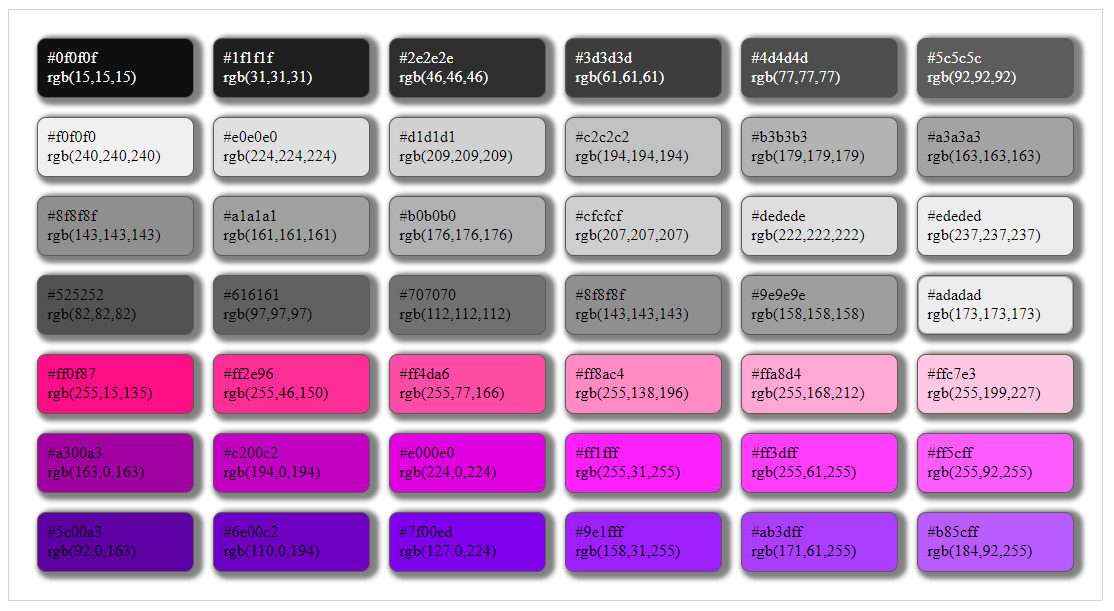 #0f0f0f
rgb(15,15,15)
#1f1f1f
rgb(31,31,31)
#2e2e2e
rgb(46,46,46)
#3d3d3d
rgb(61,61,61)
#4d4d4d
rgb(77,77,77)
#5c5c5c
rgb(92,92,92)
#f0f0f0
rgb(240,240,240)
#e0e0e0
rgb(224,224,224)
#d1d1d1
rgb(209,209,209)
#c2c2c2
rgb(194,194,194)
#b3b3b3
rgb(179,179,179)
#a3a3a3
rgb(163,163,163)
#8f8f8f
rgb(143,143,143)
#a1a1a1
rgb(161,161,161)
#b0b0b0
rgb(176,176,176)
#cfcfcf
rgb(207,207,207)
#dedede
rgb(222,222,222)
#ededed
rgb(237,237,237)
#525252
rgb(82,82,82)
#616161
rgb(97,97,97)
#707070
rgb(112,112,112)
#8f8f8f
rgb(143,143,143)
#9e9e9e
rgb(158,158,158)
#adadad
rgb(173,173,173)
#ff0f87
rgb(255,15,135)
#ff2e96
rgb(255,46,150)
#ff4da6
rgb(255,77,166)
#ff8ac4
rgb(255,138,196)
#ffa8d4
rgb(255,168,212)
#ffc7e3
rgb(255,199,227)
#a300a3
rgb(163,0,163)
#c200c2
rgb(194,0,194)
#e000e0
rgb(224,0,224)
#ff1fff
rgb(255,31,255)
#ff3dff
rgb(255,61,255)
#ff5cff
rgb(255,92,255)
#5c00a3
rgb(92,0,163)
#6e00c2
rgb(110,0,194)
#7f00ed
rgb(127,0,224)
#9e1fff
rgb(158,31,255)
#ab3dff
rgb(171,61,255)
#b85cff
rgb(184,92,255)